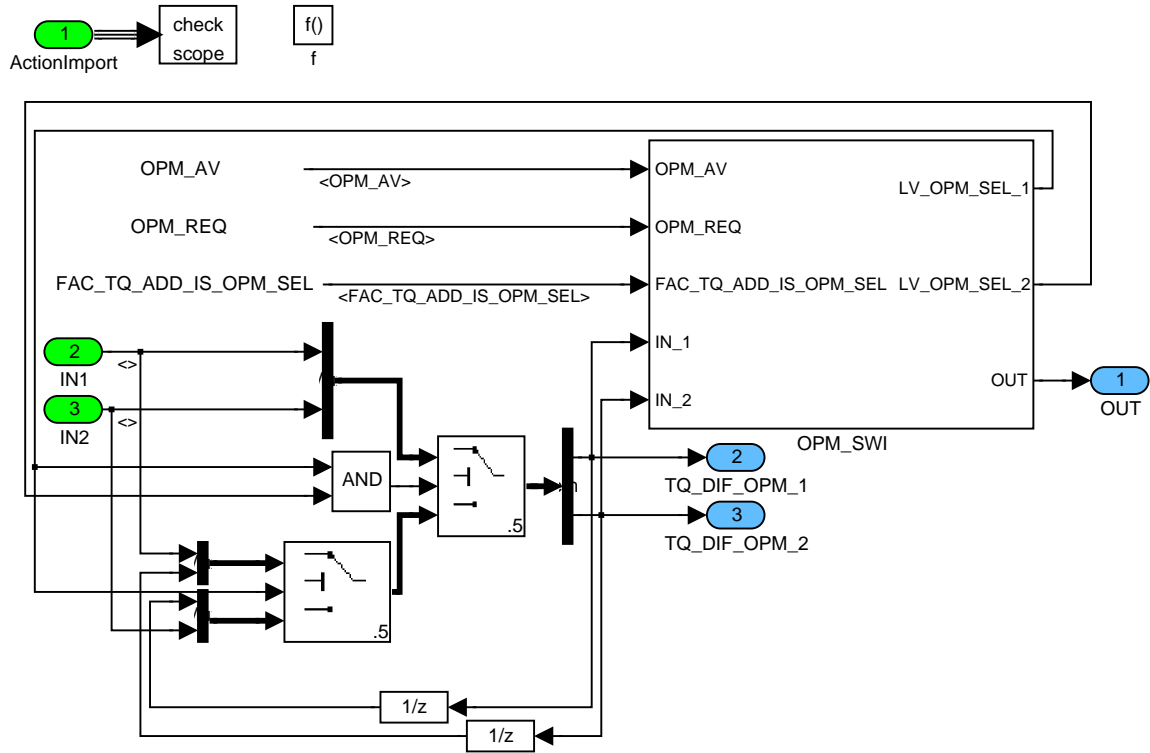 1
ActionImport
check
scope
f()
f
OPM_AV
<OPM_AV>
OPM_AV
LV_OPM_SEL_1
OPM_REQ
<OPM_REQ>
OPM_REQ
FAC_TQ_ADD_IS_OPM_SEL
<FAC_TQ_ADD_IS_OPM_SEL>
FAC_TQ_ADD_IS_OPM_SEL
LV_OPM_SEL_2
2
IN1
<>
IN_1
OUT
1
OUT
3
IN2
<>
IN_2
OPM_SWI
AND
.5
2
TQ_DIF_OPM_1
3
TQ_DIF_OPM_2
.5
1/z
1/z